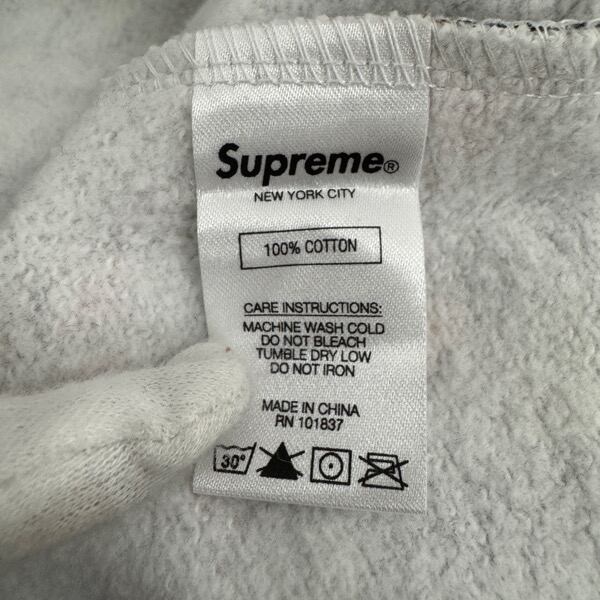 Supreme®
NEW YORK CITY
100% COTTON
CARE INSTRUCTIONS:
MACHINE WASH COLD
DO NOT BLEACH
TUMBLE DRY LOW
DO NOT IRON
MADE IN CHINA
RN 101837
30°